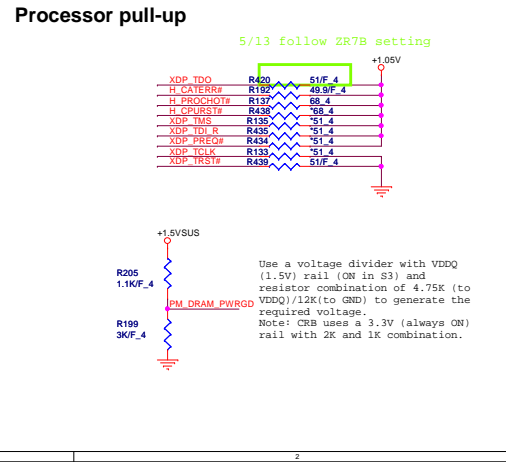 Processor pull-up
5/13 follow ZR7B setting
+1.05V
XDP_TDO R420 51/F_4
H_CATERR# R192 49.9/F_4
H_PROCHOT# R137 68_4
H_CPURST# R438 *68_4
XDP_TMS R135 *51_4
XDP_TDI_R R435 *51_4
XDP_PREQ# R434 *51_4
XDP_TCLK R133 *51_4
XDP_TRST# R439 51/F_4
+1.5VSUS
R205
1.1K/F_4
PM_DRAM_PWRGD
R199
3K/F_4
Use a voltage divider with VDDQ
(1.5V) rail (ON in S3) and
resistor combination of 4.75K (to
VDDQ)/12K(to GND) to generate the
required voltage.
Note: CRB uses a 3.3V (always ON)
rail with 2K and 1K combination.
2